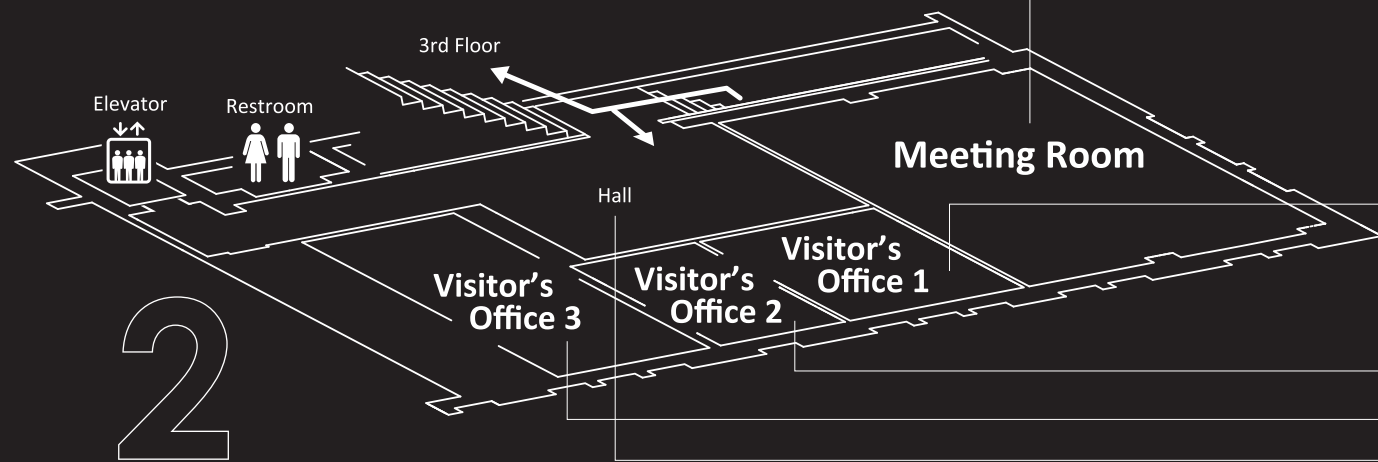 3rd Floor
Elevator
Restroom
Meeting Room
Hall
Visitor's
Office 1
Visitor's
Office 2
Visitor's
Office 3
2